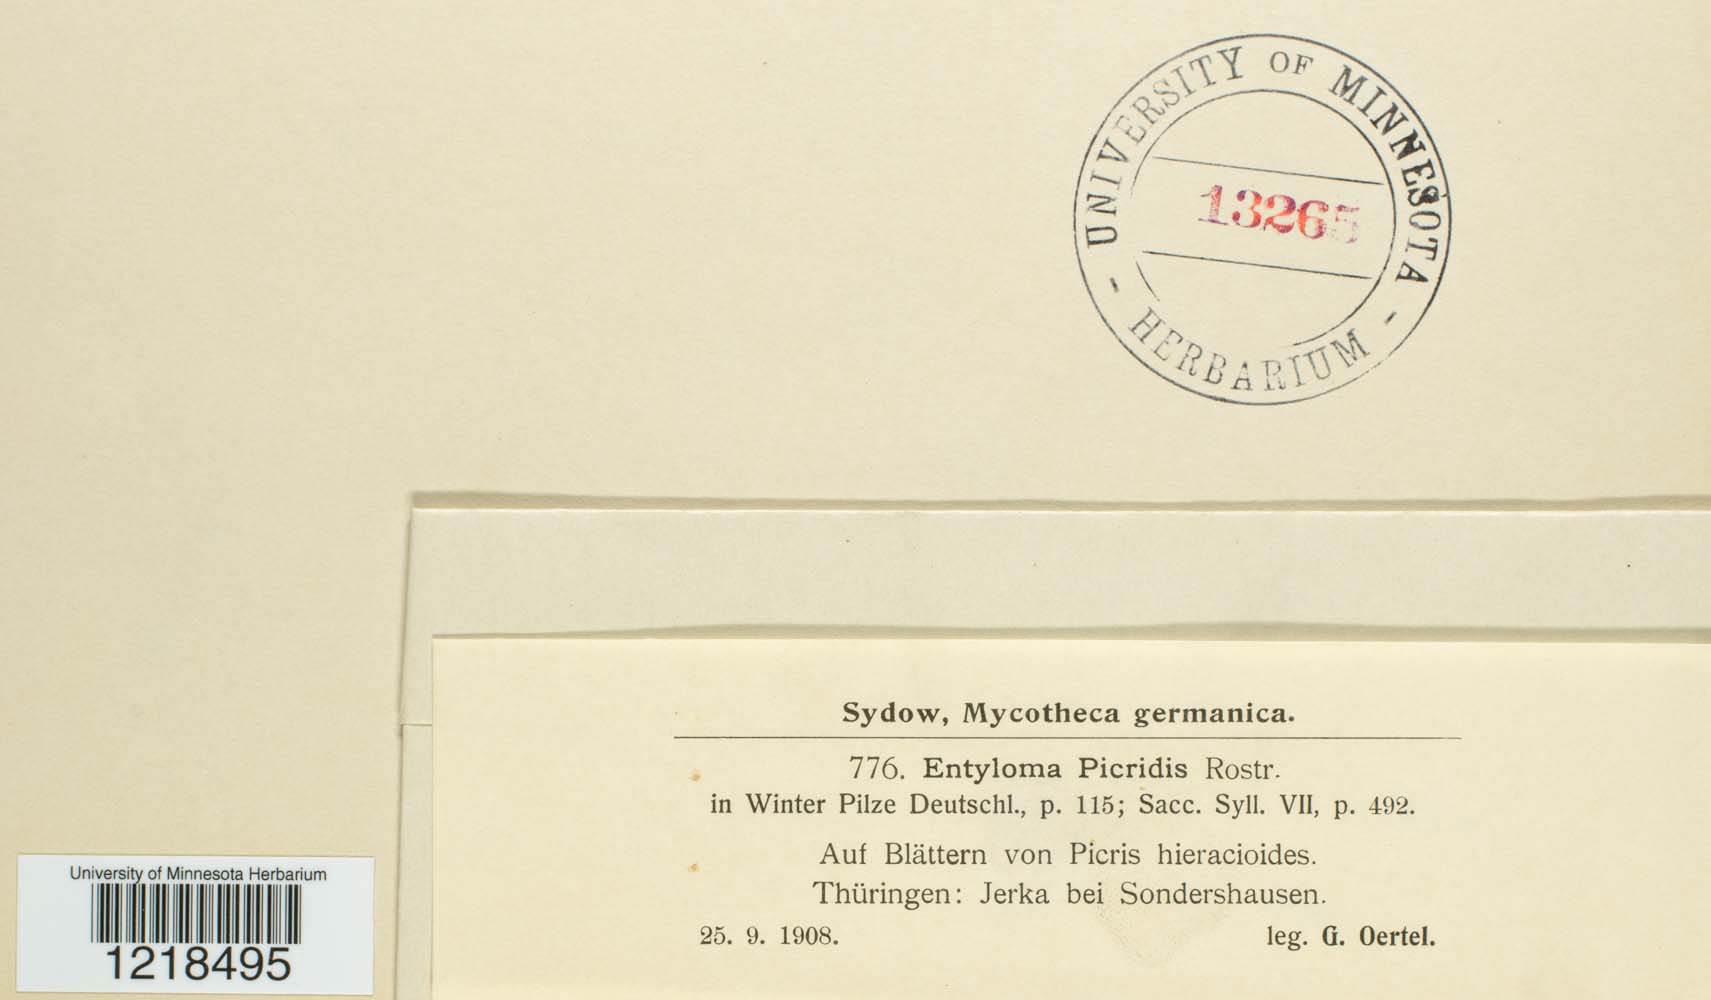 UNIVERSITY OF MINNESOTA
13265
- HERBARIUM -
Sydow, Mycotheca germanica.
776. Entyloma Picridis Rostr.
in Winter Pilze Deutschl., p. 115; Sacc. Syll. VII, p. 492.
Auf Blättern von Picris hieracioides.
Thüringen: Jerka bei Sondershausen.
25. 9. 1908. leg. G. Oertel.
University of Minnesota Herbarium
1218495